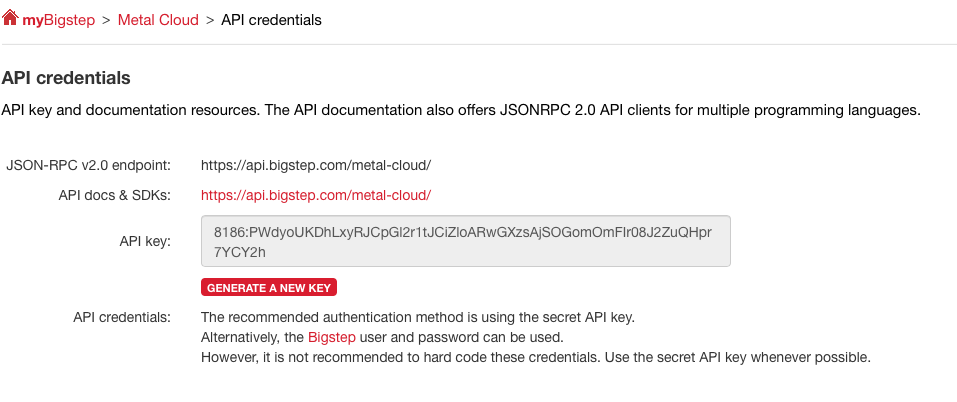 myBigstep > Metal Cloud > API credentials
API credentials
API key and documentation resources. The API documentation also offers JSONRPC 2.0 API clients for multiple programming languages.
JSON-RPC v2.0 endpoint: https://api.bigstep.com/metal-cloud/
API docs & SDKs: https://api.bigstep.com/metal-cloud/
API key: 8186:PWdyoUKDhLxyRJCpGl2r1tJCiZloARwGXzsAjSOGomOmFIr08J2ZuQHpr
7YCY2h
GENERATE A NEW KEY
API credentials: The recommended authentication method is using the secret API key.
Alternatively, the Bigstep user and password can be used.
However, it is not recommended to hard code these credentials. Use the secret API key whenever possible.